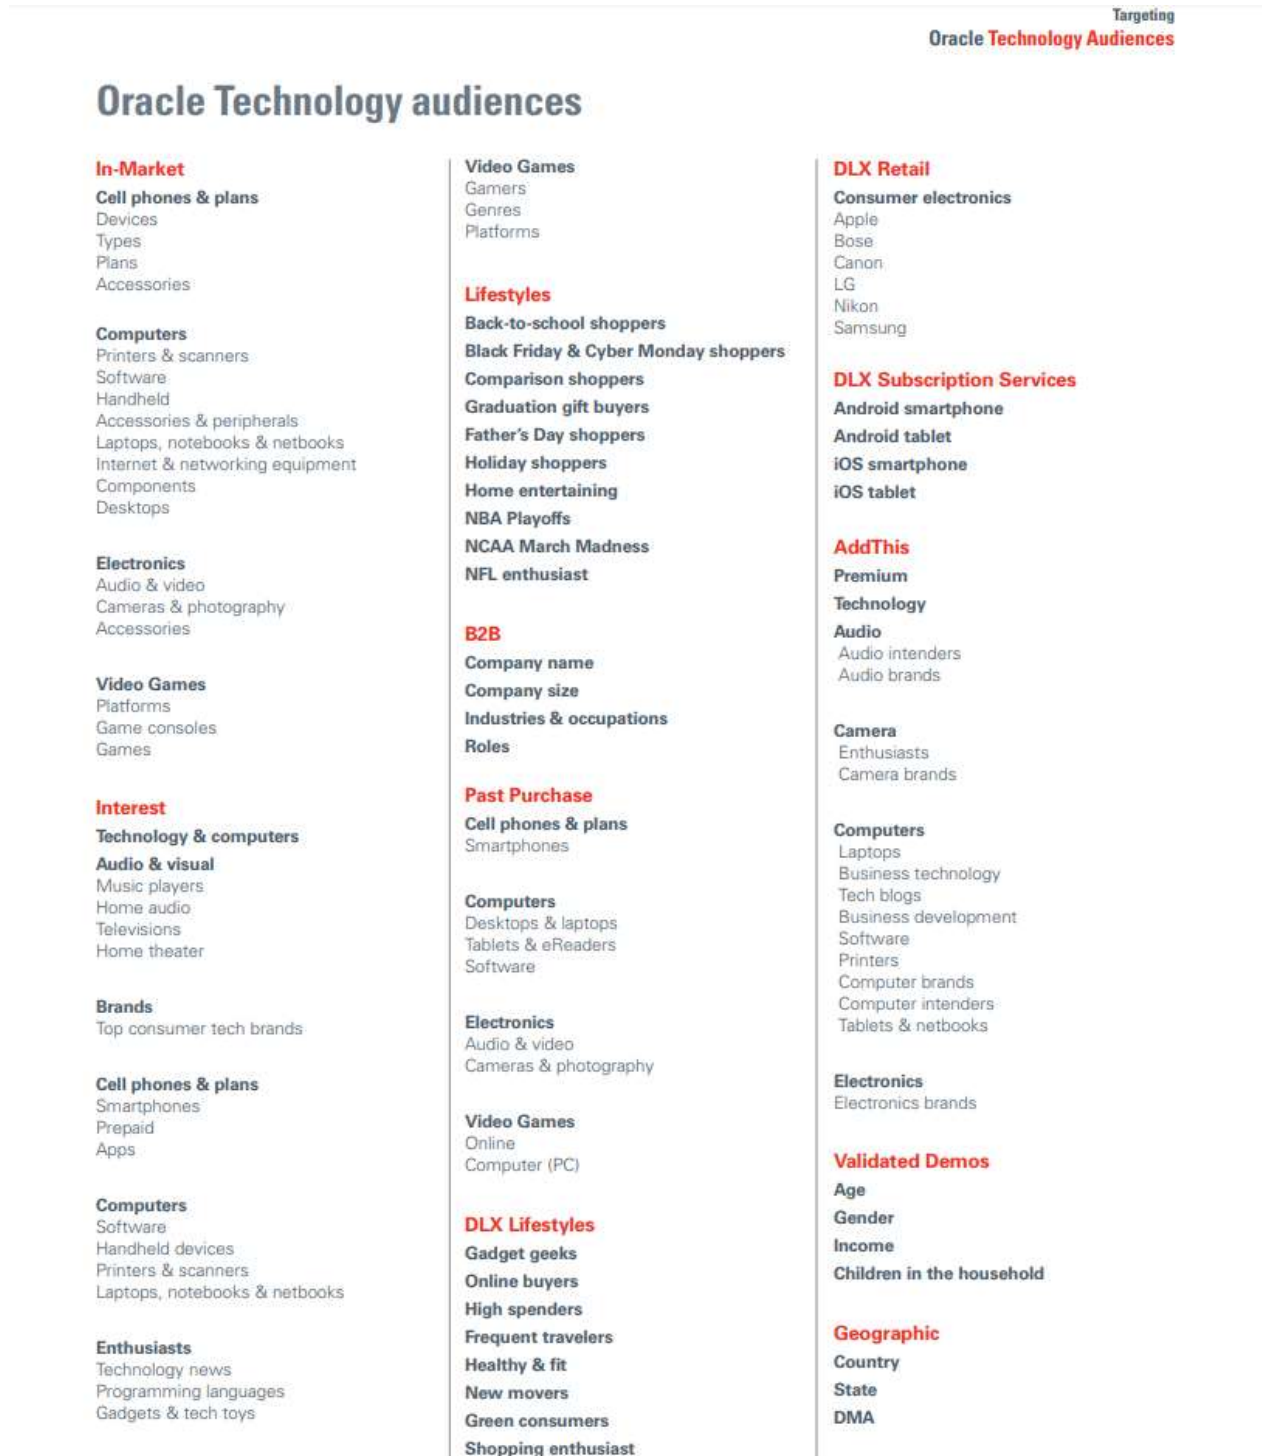 Targeting
Oracle Technology Audiences
Oracle Technology audiences
In-Market
Cell phones & plans
Devices
Types
Plans
Accessories
Computers
Printers & scanners
Software
Handheld
Accessories & peripherals
Laptops, notebooks & netbooks
Internet & networking equipment
Components
Desktops
Electronics
Audio & video
Cameras & photography
Accessories
Video Games
Platforms
Game consoles
Games
Interest
Technology & computers
Audio & visual
Music players
Home audio
Televisions
Home theater
Brands
Top consumer tech brands
Cell phones & plans
Smartphones
Prepaid
Apps
Computers
Software
Handheld devices
Printers & scanners
Laptops, notebooks & netbooks
Enthusiasts
Technology news
Programming languages
Gadgets & tech toys
Video Games
Gamers
Genres
Platforms
Lifestyles
Back-to-school shoppers
Black Friday & Cyber Monday shoppers
Comparison shoppers
Graduation gift buyers
Father's Day shoppers
Holiday shoppers
Home entertaining
NBA Playoffs
NCAA March Madness
NFL enthusiast
B2B
Company name
Company size
Industries & occupations
Roles
Past Purchase
Cell phones & plans
Smartphones
Computers
Desktops & laptops
Tablets & eReaders
Software
Electronics
Audio & video
Cameras & photography
Video Games
Online
Computer (PC)
DLX Lifestyles
Gadget geeks
Online buyers
High spenders
Frequent travelers
Healthy & fit
New movers
Green consumers
Shopping enthusiast
DLX Retail
Consumer electronics
Apple
Bose
Canon
LG
Nikon
Samsung
DLX Subscription Services
Android smartphone
Android tablet
iOS smartphone
iOS tablet
AddThis
Premium
Technology
Audio
Audio intenders
Audio brands
Camera
Enthusiasts
Camera brands
Computers
Laptops
Business technology
Tech blogs
Business development
Software
Printers
Computer brands
Computer intenders
Tablets & netbooks
Electronics
Electronics brands
Validated Demos
Age
Gender
Income
Children in the household
Geographic
Country
State
DMA